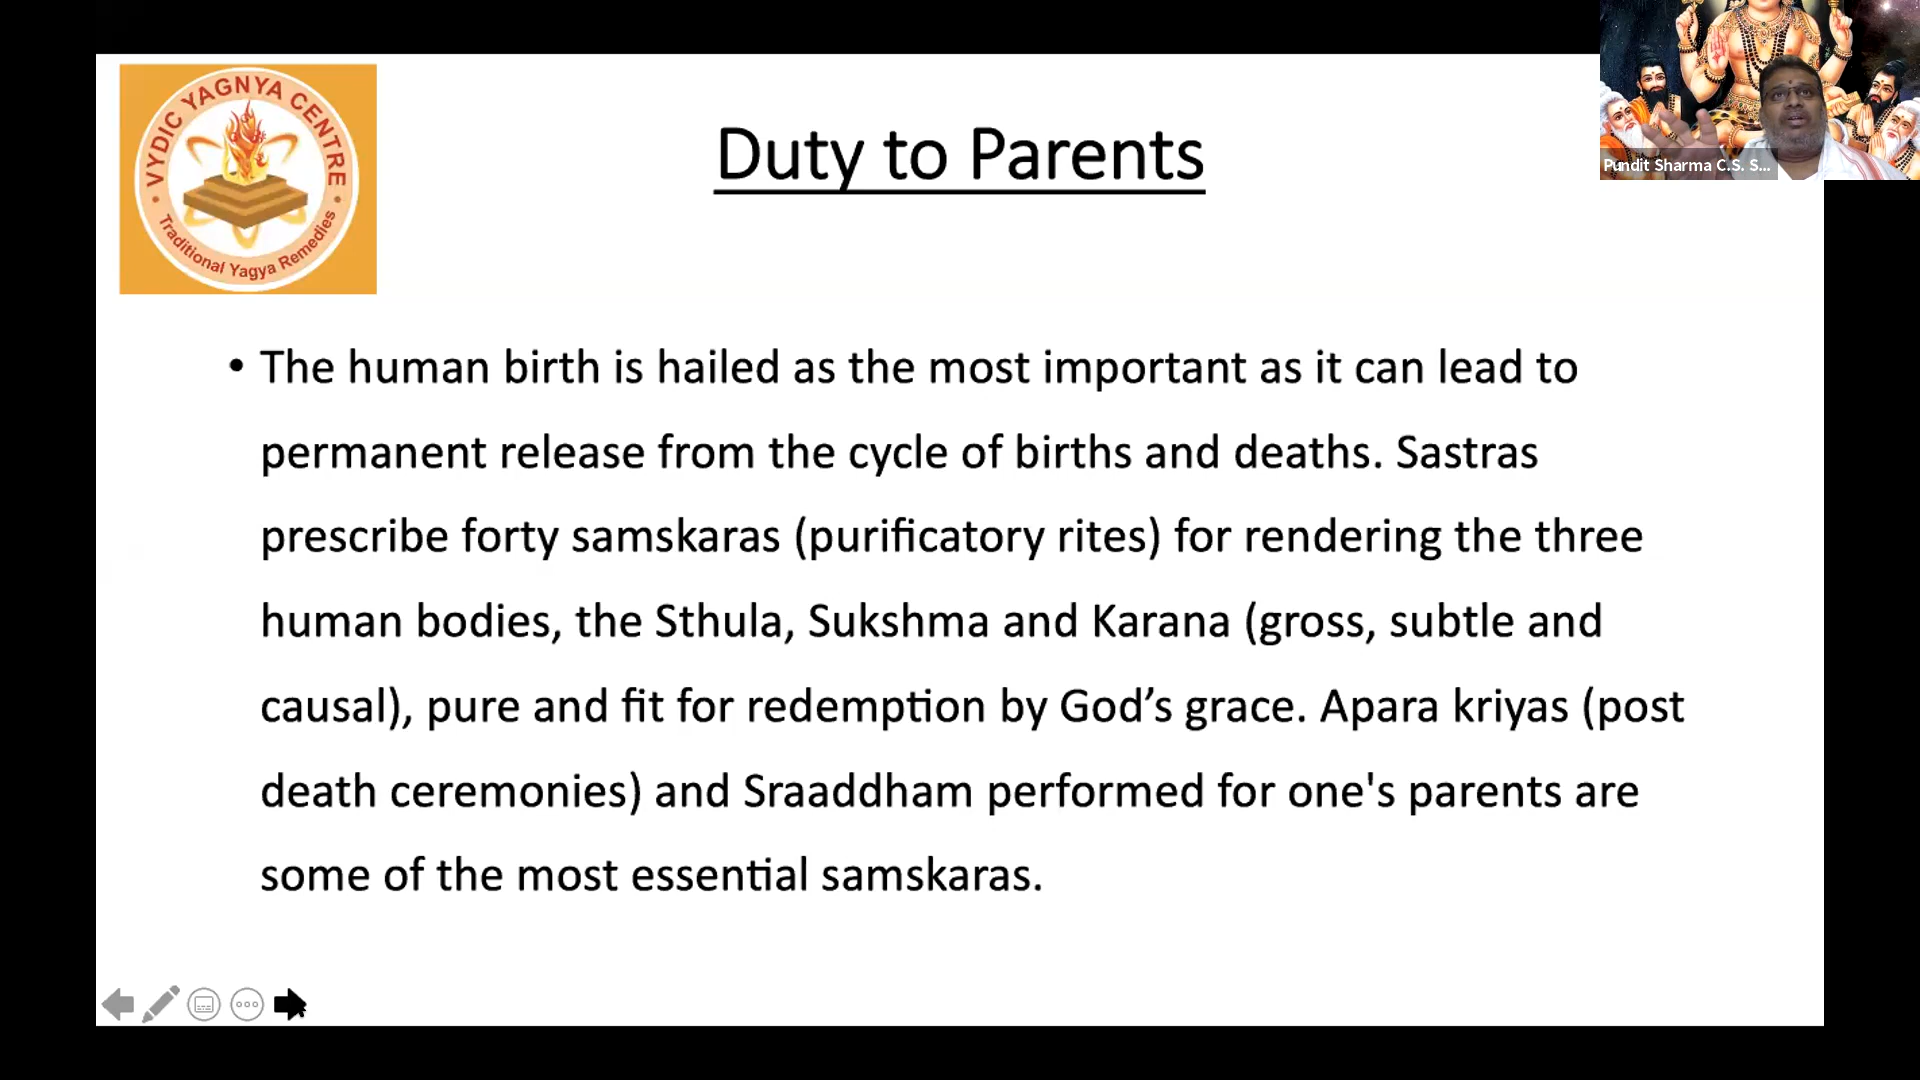 VYDIC YAGNYA CENTRE
Traditional Yagya Remedies
Duty to Parents
Pundit Sharma C.S. S...
• The human birth is hailed as the most important as it can lead to
permanent release from the cycle of births and deaths. Sastras
prescribe forty samskaras (purificatory rites) for rendering the three
human bodies, the Sthula, Sukshma and Karana (gross, subtle and
causal), pure and fit for redemption by God’s grace. Apara kriyas (post
death ceremonies) and Sraaddham performed for one's parents are
some of the most essential samskaras.